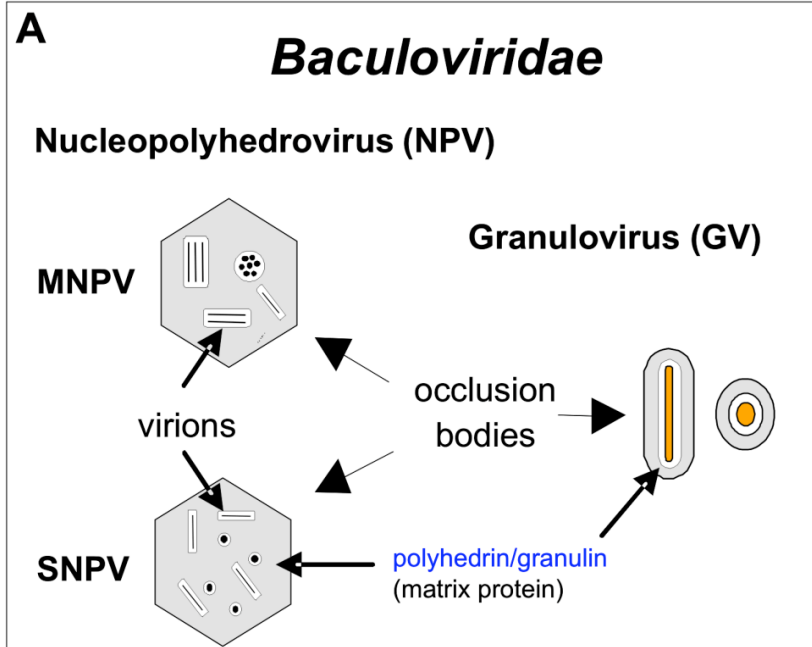 A
Baculoviridae
Nucleopolyhedrovirus (NPV)
Granulovirus (GV)
MNPV
occlusion
bodies
virions
SNPV
polyhedrin/granulin
(matrix protein)